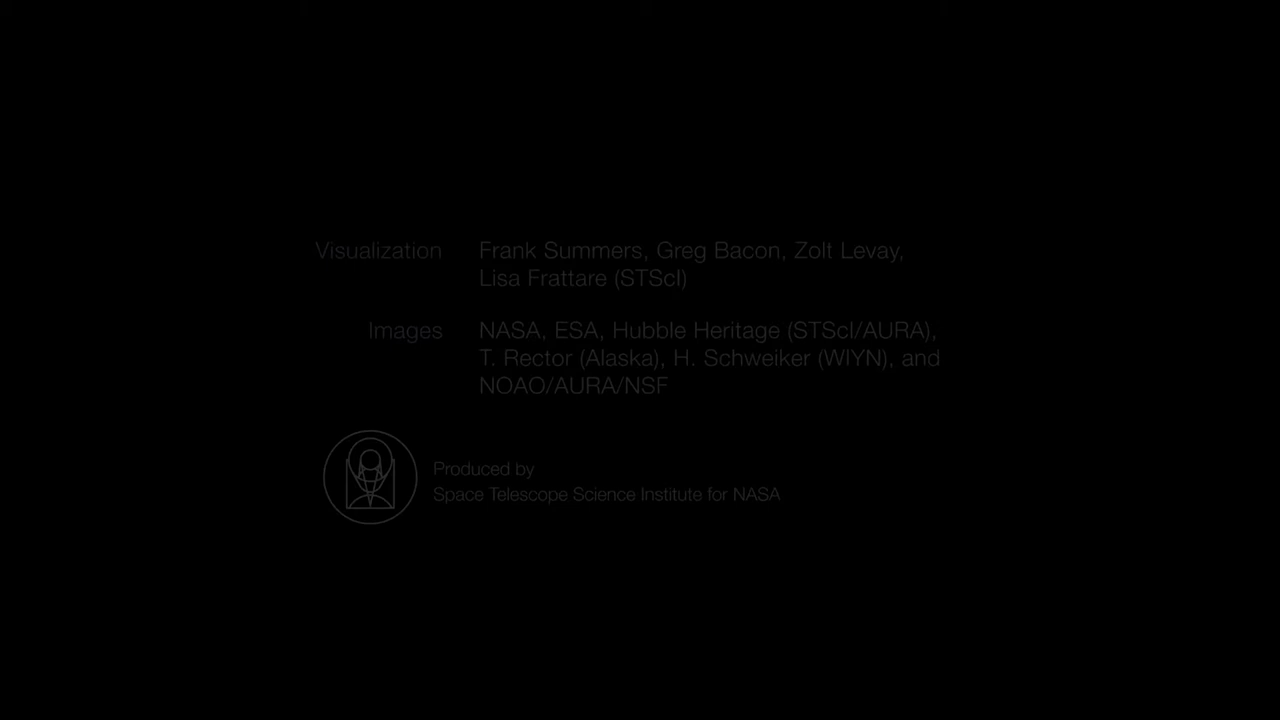 Visualization Frank Summers, Greg Bacon, Zolt Levay,
Lisa Frattare (STScI)
Images NASA, ESA, Hubble Heritage (STScI/AURA),
T. Rector (Alaska), H. Schweiker (WIYN), and
NOAO/AURA/NSF
Produced by
Space Telescope Science Institute for NASA